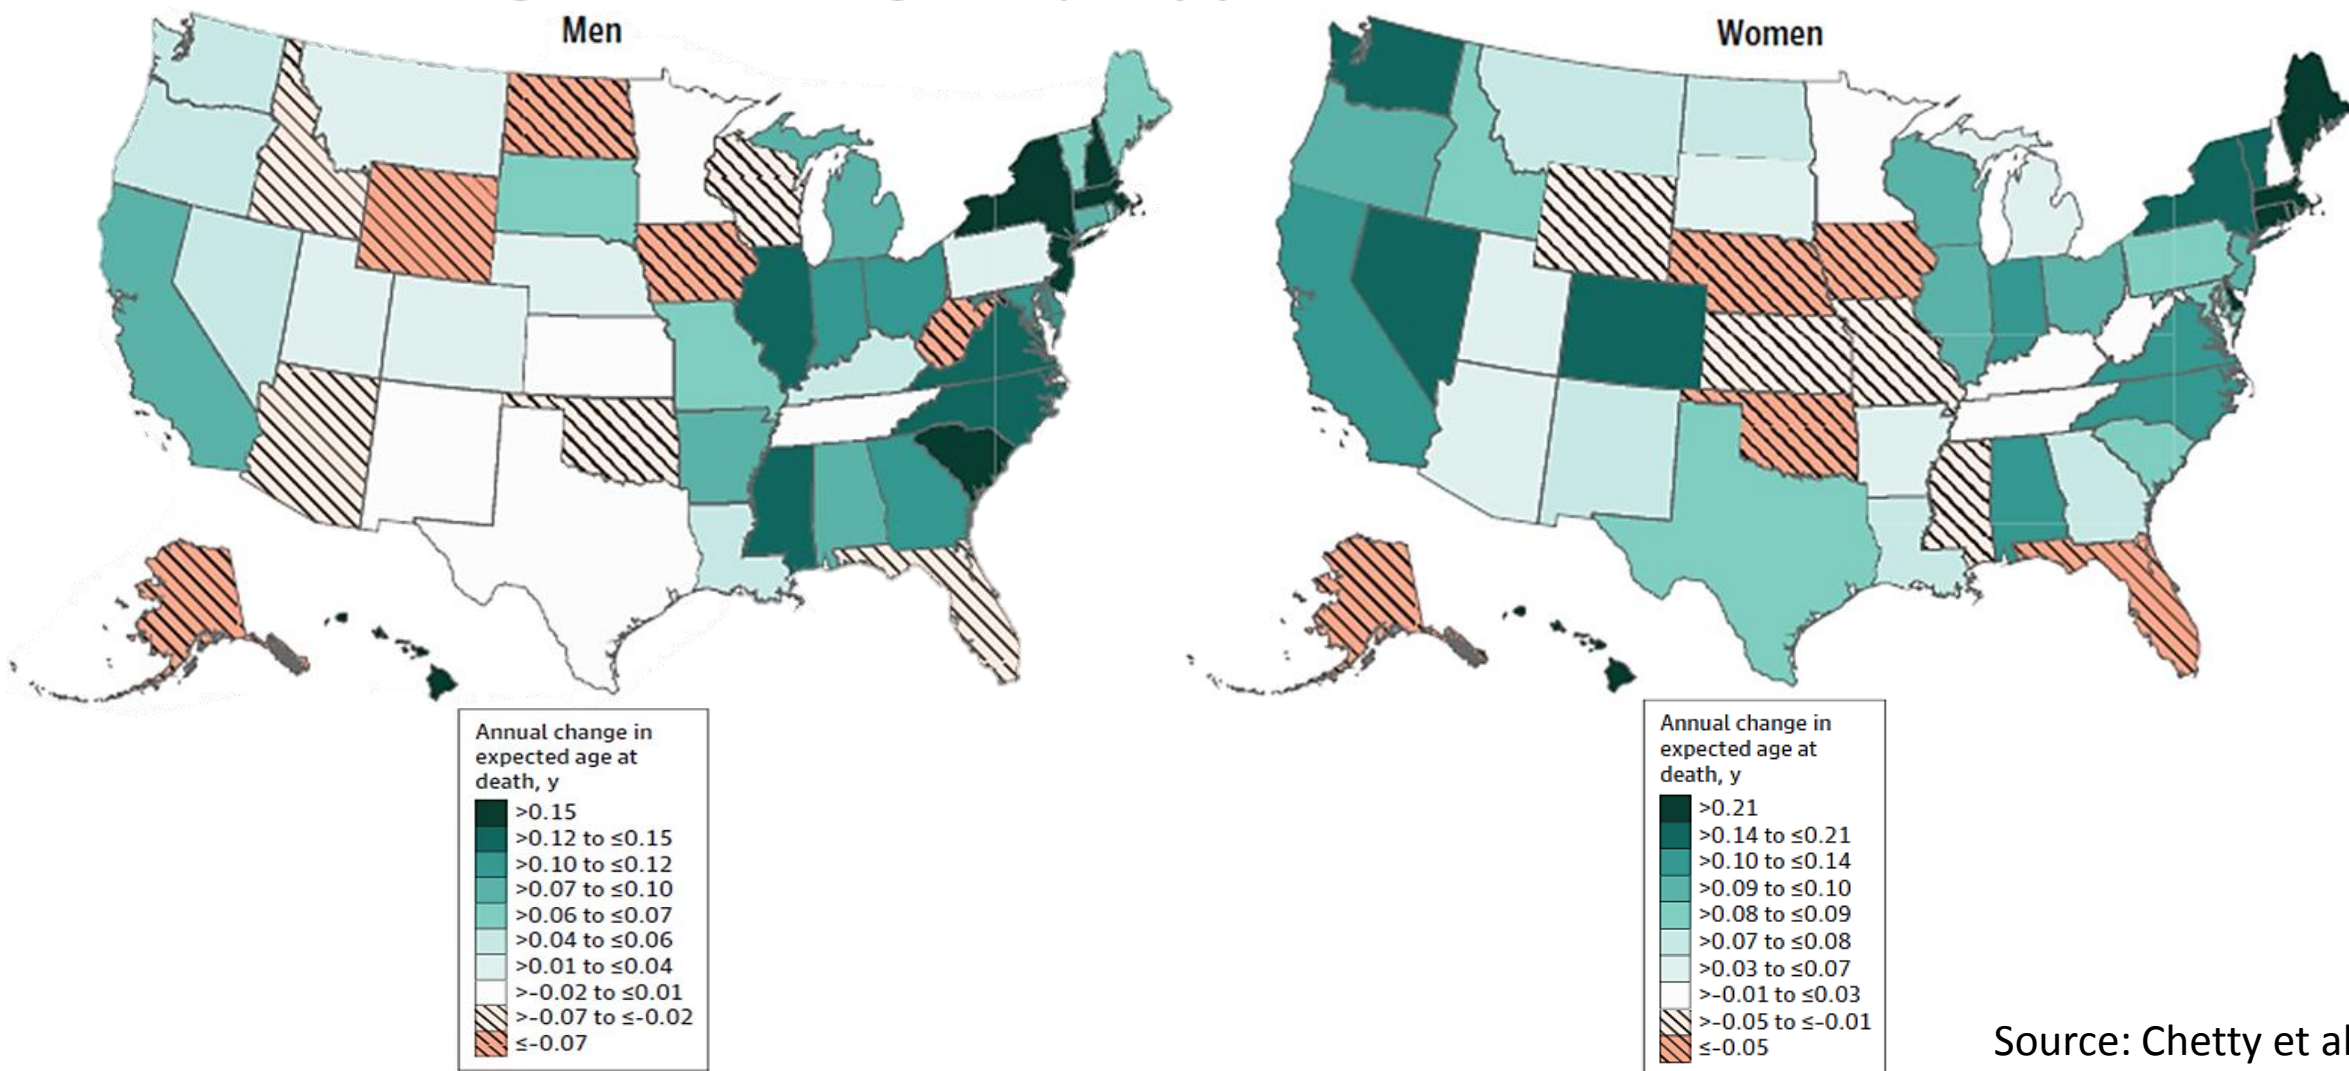 Men
Women
Annual change in
expected age at
death, y
>0.15
>0.12 to ≤0.15
>0.10 to ≤0.12
>0.07 to ≤0.10
>0.06 to ≤0.07
>0.04 to ≤0.06
>0.01 to ≤0.04
>-0.02 to ≤0.01
>-0.07 to ≤-0.02
≤-0.07
Annual change in
expected age at
death, y
>0.21
>0.14 to ≤0.21
>0.10 to ≤0.14
>0.09 to ≤0.10
>0.08 to ≤0.09
>0.07 to ≤0.08
>0.03 to ≤0.07
>-0.01 to ≤0.03
>-0.05 to ≤-0.01
≤-0.05
Source: Chetty et al